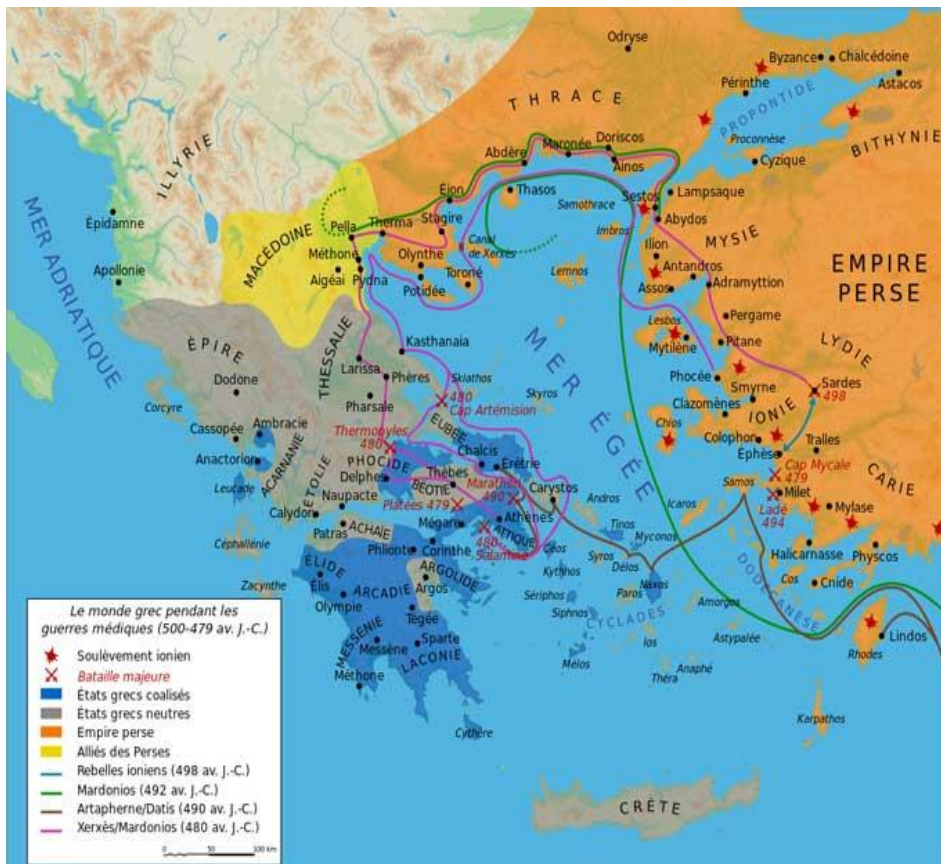 Odryse
Byzance
Chalcédoine
Périnthe
Astacos
THRACE
PROPONTIDE
Proconnèse
BITHYNIE
Cyzique
ILLYRIE
Abdère
Maronée
Doriscos
Aïnos
Éion
Thasos
Samothrace
Sestos
Lampsaque
Abydos
Imbros
MYSIE
MER ADRIATIQUE
Épidamne
Apollonie
MACÉDOINE
Pella
Therma
Stagire
Canal
de Xerxès
Méthone
Aigéai
Pydna
Olynthe
Potidée
Toroné
Lemnos
Ilion
Antandros
Assos
Adramyttion
EMPIRE
PERSE
Pergame
Lesbos
Mytilène
Pitane
LYDIE
MER ÉGÉE
ÉPIRE
THESSALIE
Kasthanaia
Dodone
Larissa
Phères
Skiathos
Pharsale
480
Cap Artémision
Skyros
Phocée
Smyrne
Sardes
498
Clazomènes
IONIE
Corcyre
Cassopée
Ambracie
Anactorion
Leucade
ACARNANIE
ÉTOLIE
Thermopyles
480
EUBÉE
Chalcis
Érétrie
PHOCIDE
Delphes
Thèbes
BÉOTIE
Marathon
490
Platées 479
Carystos
Chios
Colophon
Éphèse
Tralles
Cap Mycale
479
Samos
Milet
Ladé
494
CARIE
Mylase
Naupacte
Calydon
Patras
ACHAÏE
Mégare
Athènes
ATTIQUE
480
Salamine
Andros
Icaros
Céphallénie
Zacynthe
Phlionte
Corinthe
Céos
Tinos
Myconos
Syros
Délos
Kythnos
Halicarnasse
Physcos
Cos
Cnide
DODÉCANÈSE
ÉLIDE
Élis
Olympie
ARCADIE
ARGOLIDE
Argos
Tégée
Sériphos
Siphnos
Paros
Naxos
CYCLADES
Amorgos
Ios
Astypalée
Rhodes
Lindos
MESSÉNIE
Messène
Sparte
LACONIE
Méthone
Mélos
Théra
Anaphé
Cythère
Karpathos
CRÈTE
Le monde grec pendant les
guerres médiques (500-479 av. J.-C.)
Soulèvement ionien
Bataille majeure
États grecs coalisés
États grecs neutres
Empire perse
Alliés des Perses
Rebelles ioniens (498 av. J.-C.)
Mardonios (492 av. J.-C.)
Artapherne/Datis (490 av. J.-C.)
Xerxès/Mardonios (480 av. J.-C.)
0 50 100 km